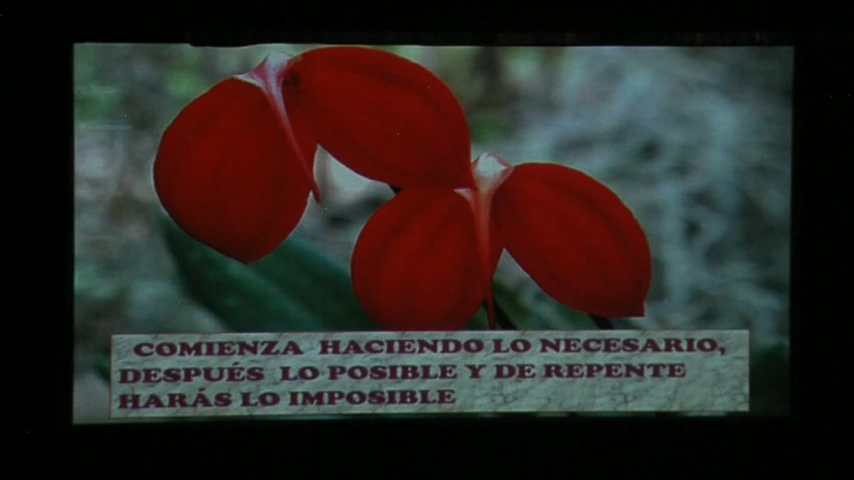 COMIENZA HACIENDO LO NECESARIO,
DESPUÉS LO POSIBLE Y DE REPENTE
HARÁS LO IMPOSIBLE